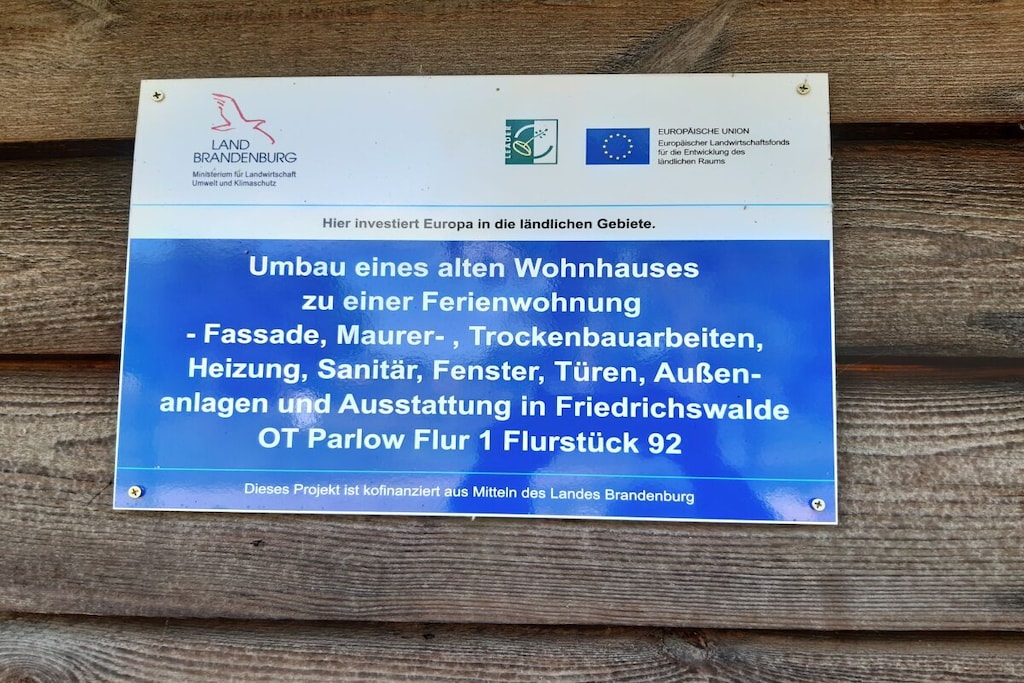 LAND
BRANDENBURG
Ministerium für Landwirtschaft
Umwelt und Klimaschutz
LEADER
EUROPÄISCHE UNION
Europäischer Landwirtschaftsfonds
für die Entwicklung des
ländlichen Raums
Hier investiert Europa in die ländlichen Gebiete.
Umbau eines alten Wohnhauses
zu einer Ferienwohnung
- Fassade, Maurer- , Trockenbauarbeiten,
Heizung, Sanitär, Fenster, Türen, Außen-
anlagen und Ausstattung in Friedrichswalde
OT Parlow Flur 1 Flurstück 92
Dieses Projekt ist kofinanziert aus Mitteln des Landes Brandenburg